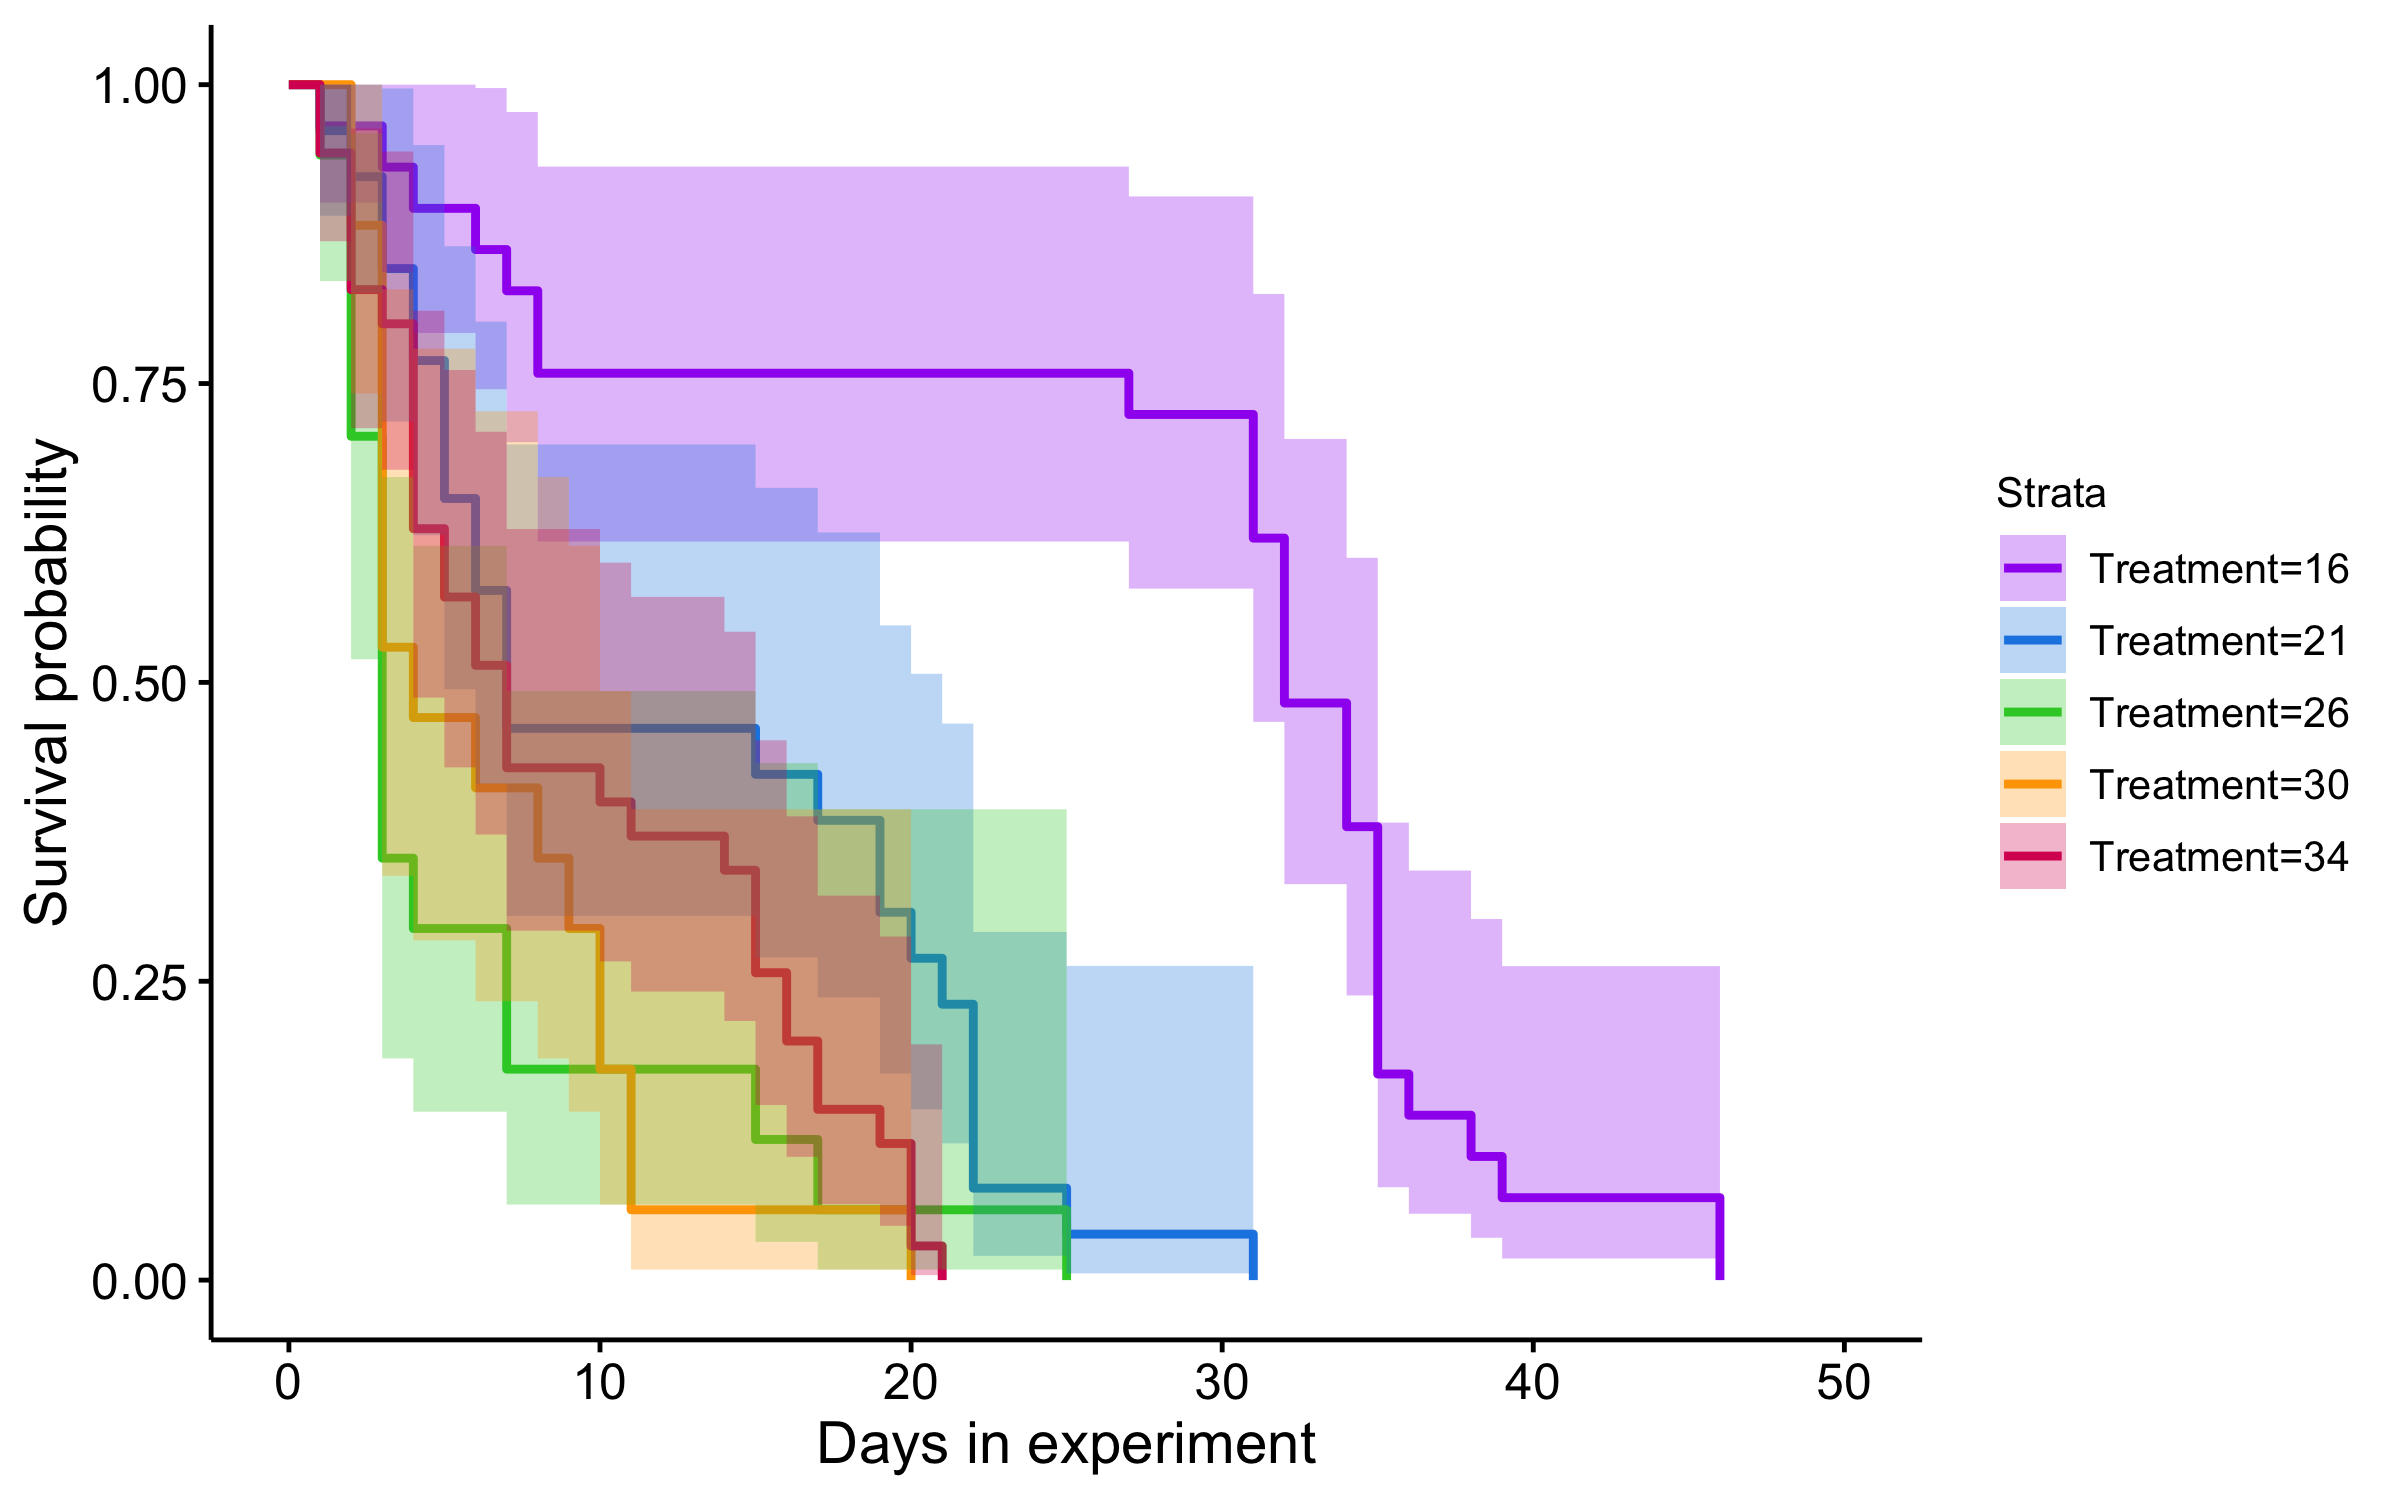 Survival probability
1.00
0.75
0.50
0.25
0.00
0 10 20 30 40 50
Days in experiment
Strata
Treatment=16
Treatment=21
Treatment=26
Treatment=30
Treatment=34